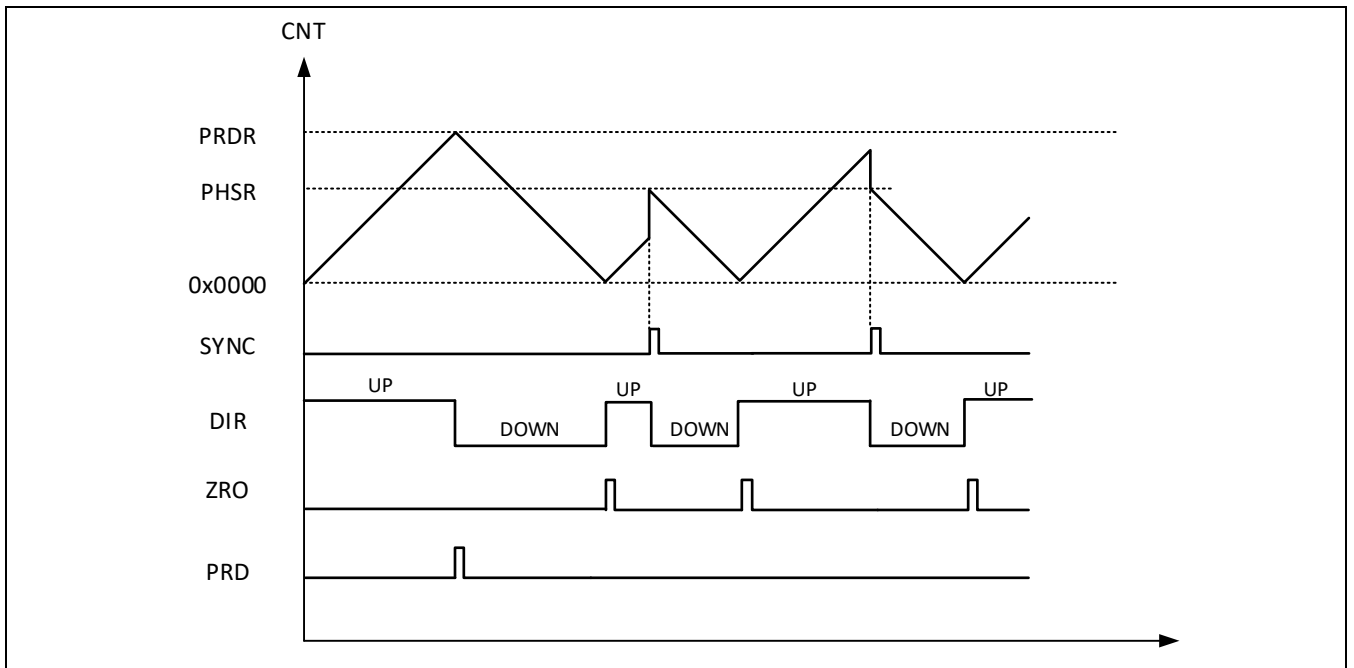 CNT
PRDR
PHSR
0x0000
SYNC
UP
UP
UP
UP
DIR
DOWN
DOWN
DOWN
ZRO
PRD